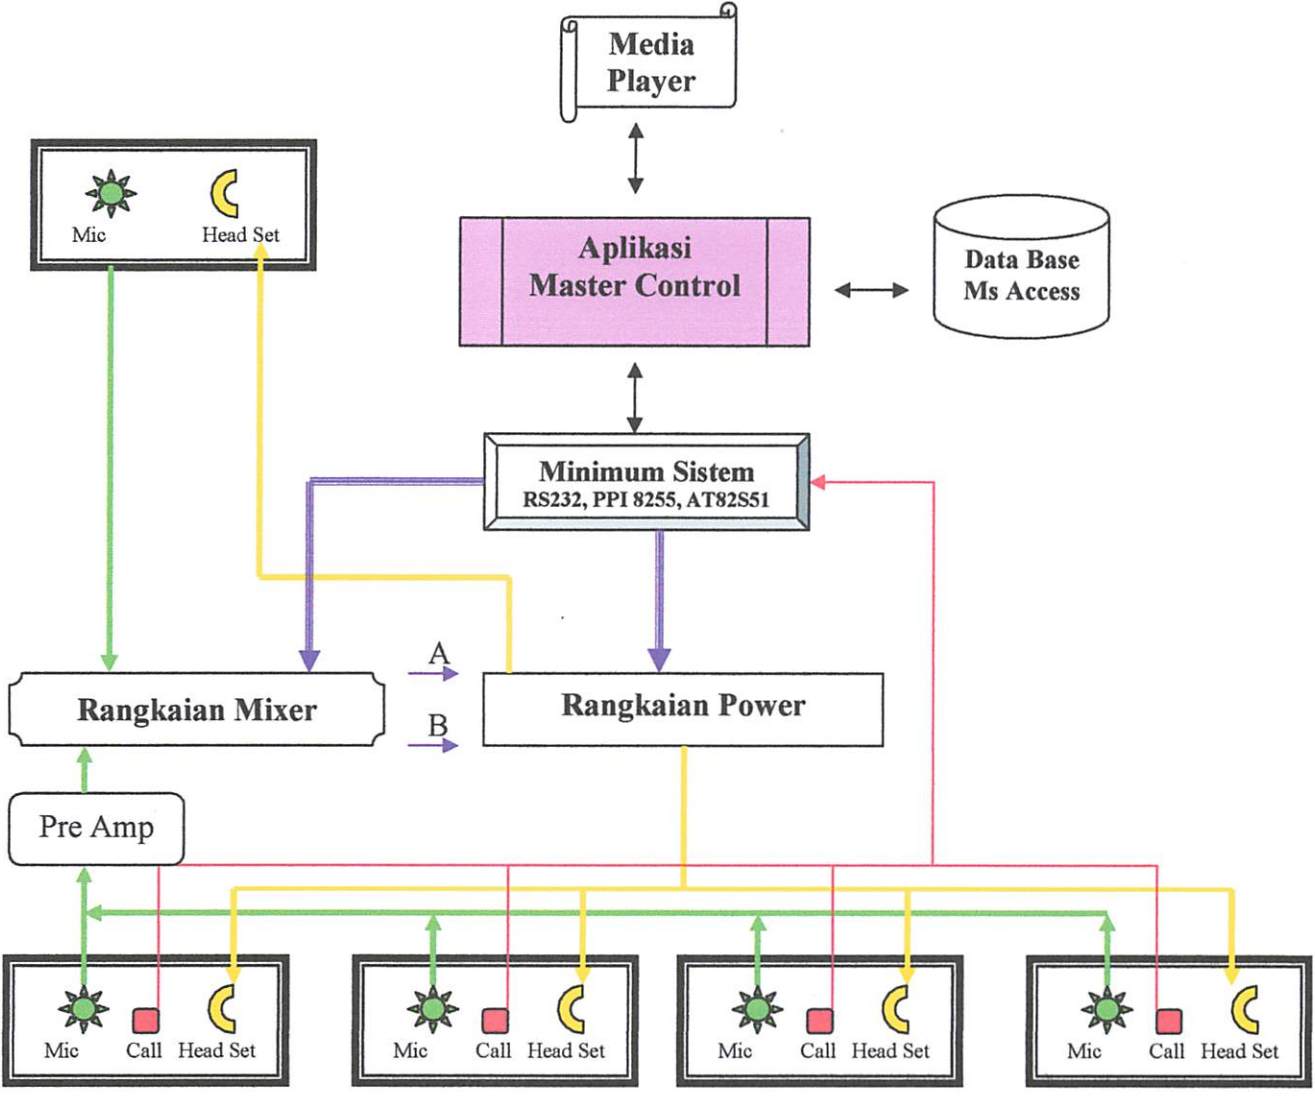 Media
Player
Mic
Head Set
Aplikasi
Master Control
Data Base
Ms Access
Minimum Sistem
RS232, PPI 8255, AT82S51
A
Rangkaian Mixer
Rangkaian Power
B
Pre Amp
Mic Call Head Set
Mic Call Head Set
Mic Call Head Set
Mic Call Head Set